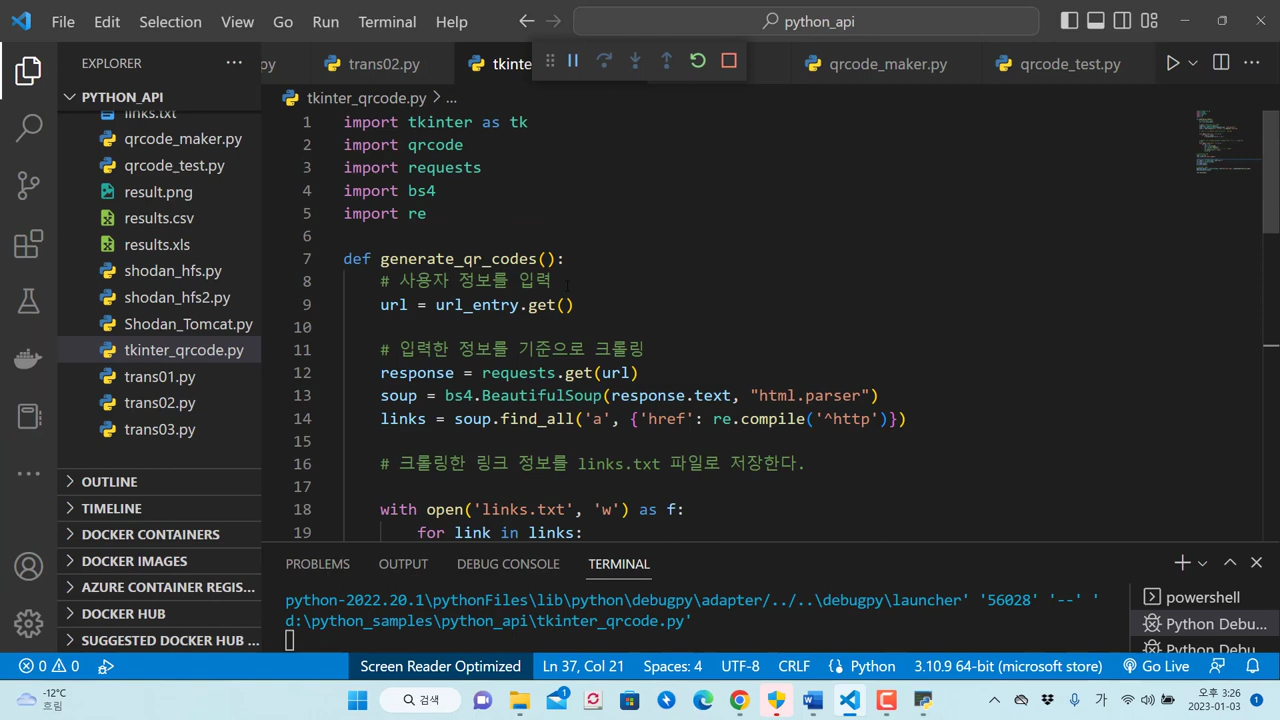 File Edit Selection View Go Run Terminal Help
python_api
EXPLORER
py
trans02.py
tkinte
qrcode_maker.py
qrcode_test.py
PYTHON_API
links.txt
qrcode_maker.py
qrcode_test.py
result.png
results.csv
results.xls
shodan_hfs.py
shodan_hfs2.py
Shodan_Tomcat.py
tkinter_qrcode.py
trans01.py
trans02.py
trans03.py
OUTLINE
TIMELINE
DOCKER CONTAINERS
DOCKER IMAGES
AZURE CONTAINER REGIS...
DOCKER HUB
SUGGESTED DOCKER HUB ...
tkinter_qrcode.py > ...
1 import tkinter as tk
2 import qrcode
3 import requests
4 import bs4
5 import re
6
7 def generate_qr_codes():
8 # 사용자 정보를 입력
9 url = url_entry.get()
10
11 # 입력한 정보를 기준으로 크롤링
12 response = requests.get(url)
13 soup = bs4.BeautifulSoup(response.text, "html.parser")
14 links = soup.find_all('a', {'href': re.compile('^http')})
15
16 # 크롤링한 링크 정보를 links.txt 파일로 저장한다.
17
18 with open('links.txt', 'w') as f:
19 for link in links:
PROBLEMS OUTPUT DEBUG CONSOLE TERMINAL
python-2022.20.1\pythonFiles\lib\python\debugpy\adapter/../..\debugpy\launcher' '56028' '--' '
d:\python_samples\python_api\tkinter_qrcode.py'
powershell
Python Debu...
Python Debu...
0 0
Screen Reader Optimized Ln 37, Col 21 Spaces: 4 UTF-8 CRLF Python 3.10.9 64-bit (microsoft store) Go Live
-12°C
흐림
검색
1
가
오후 3:26
2023-01-03
1